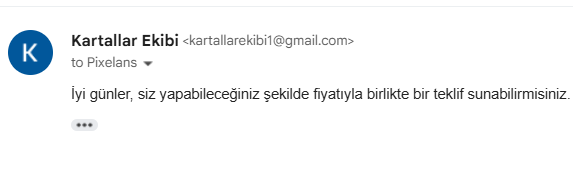 K
Kartallar Ekibi <kartallarekibi1@gmail.com>
to Pixelans
İyi günler, siz yapabileceğiniz şekilde fiyatıyla birlikte bir teklif sunabilirmisiniz.